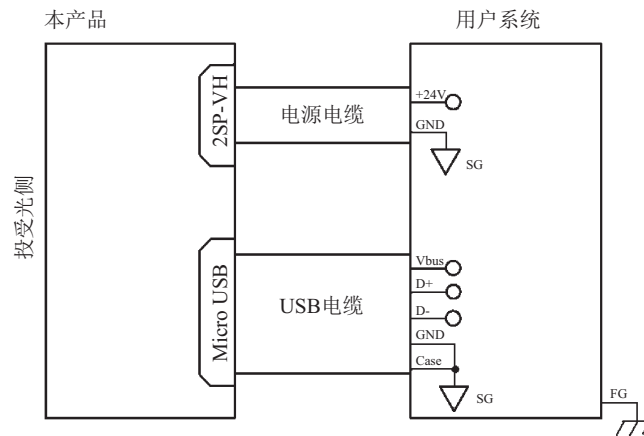 本产品
用户系统
投受光侧
2SP-VH
电源电缆
+24V
GND
SG
Micro USB
USB电缆
Vbus
D+
D-
GND
Case
SG
FG